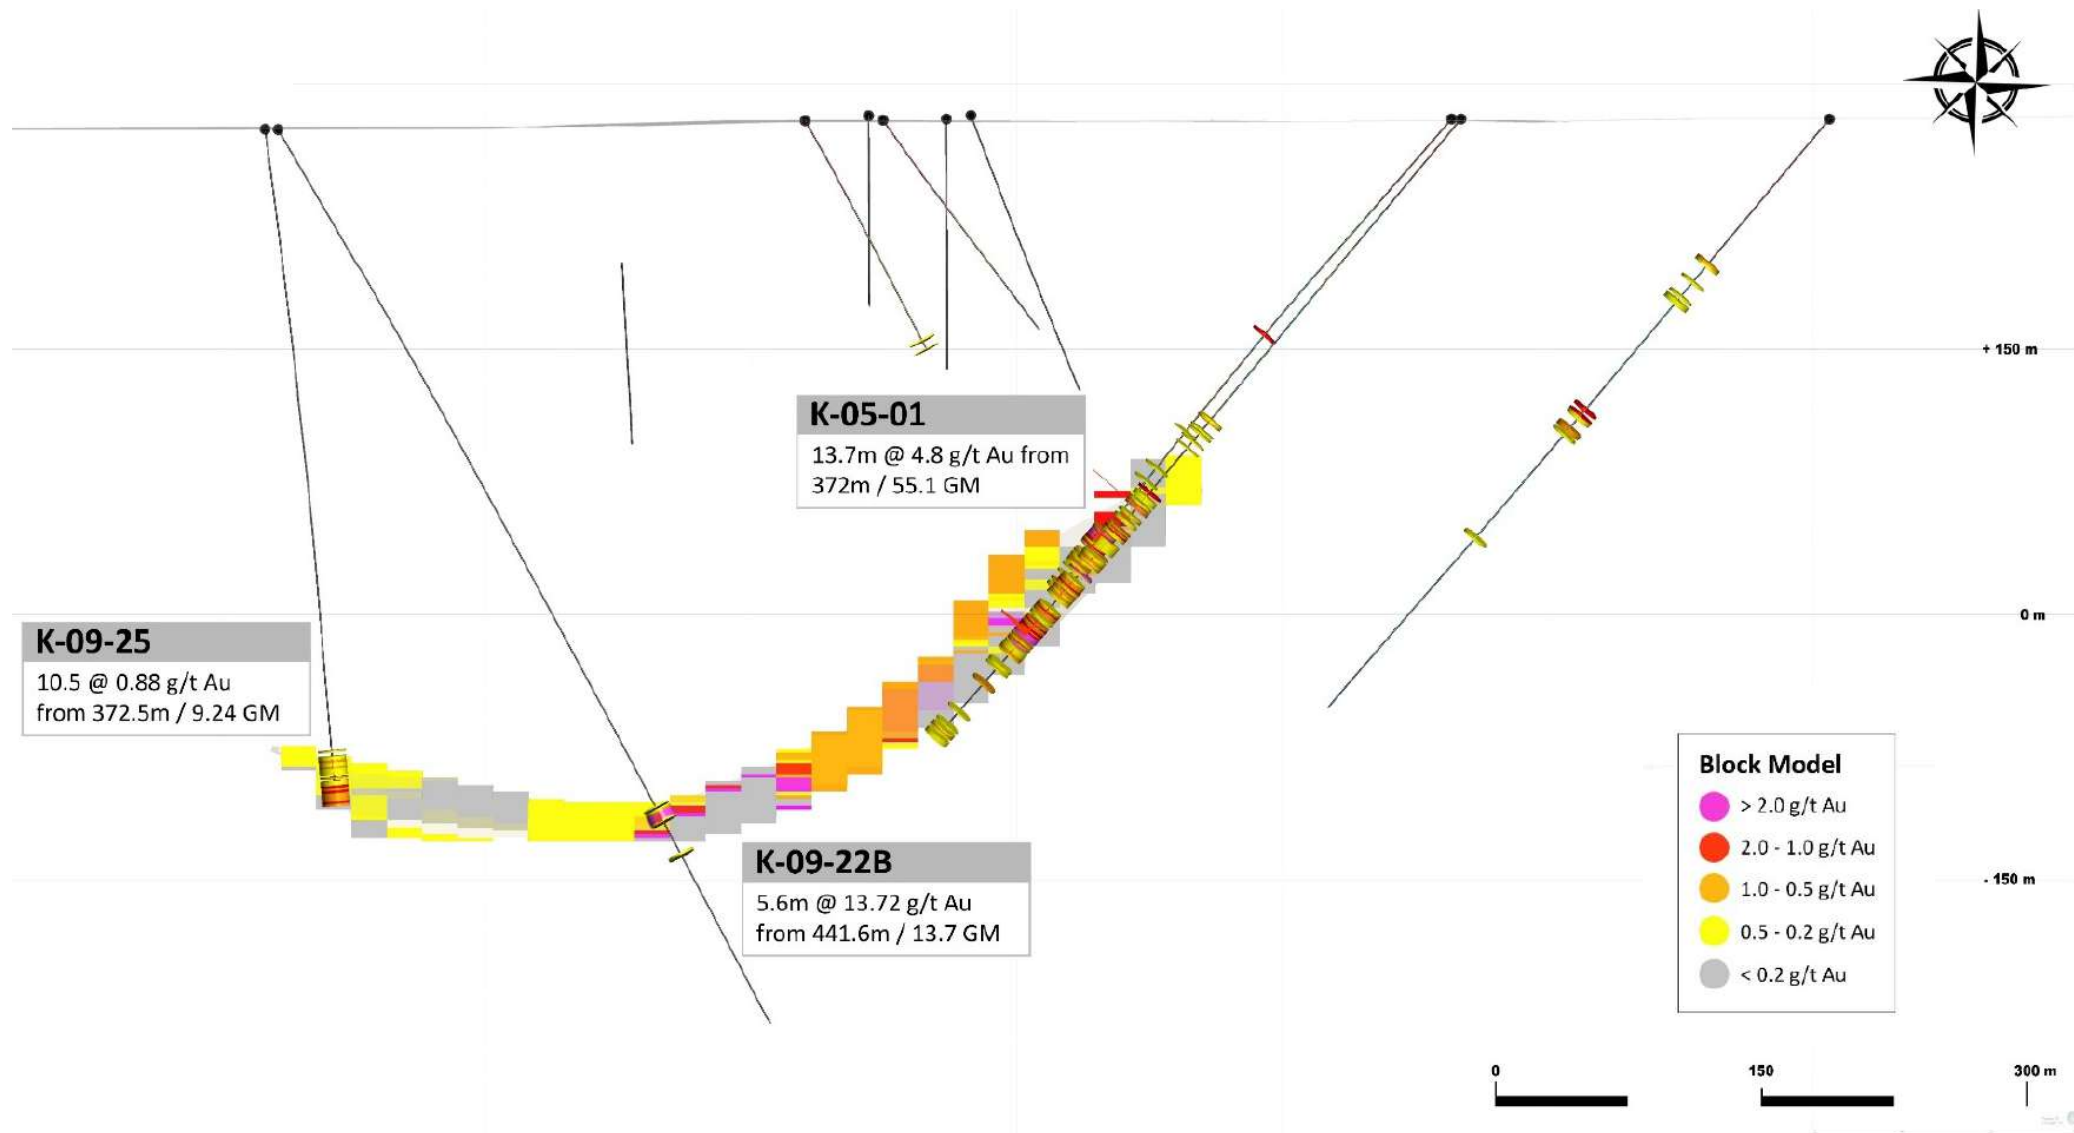 + 150 m
K-05-01
13.7m @ 4.8 g/t Au from
372m / 55.1 GM
0 m
K-09-25
10.5 @ 0.88 g/t Au
from 372.5m / 9.24 GM
K-09-22B
5.6m @ 13.72 g/t Au
from 441.6m / 13.7 GM
- 150 m
Block Model
> 2.0 g/t Au
2.0 - 1.0 g/t Au
1.0 - 0.5 g/t Au
0.5 - 0.2 g/t Au
< 0.2 g/t Au
0 150 300 m